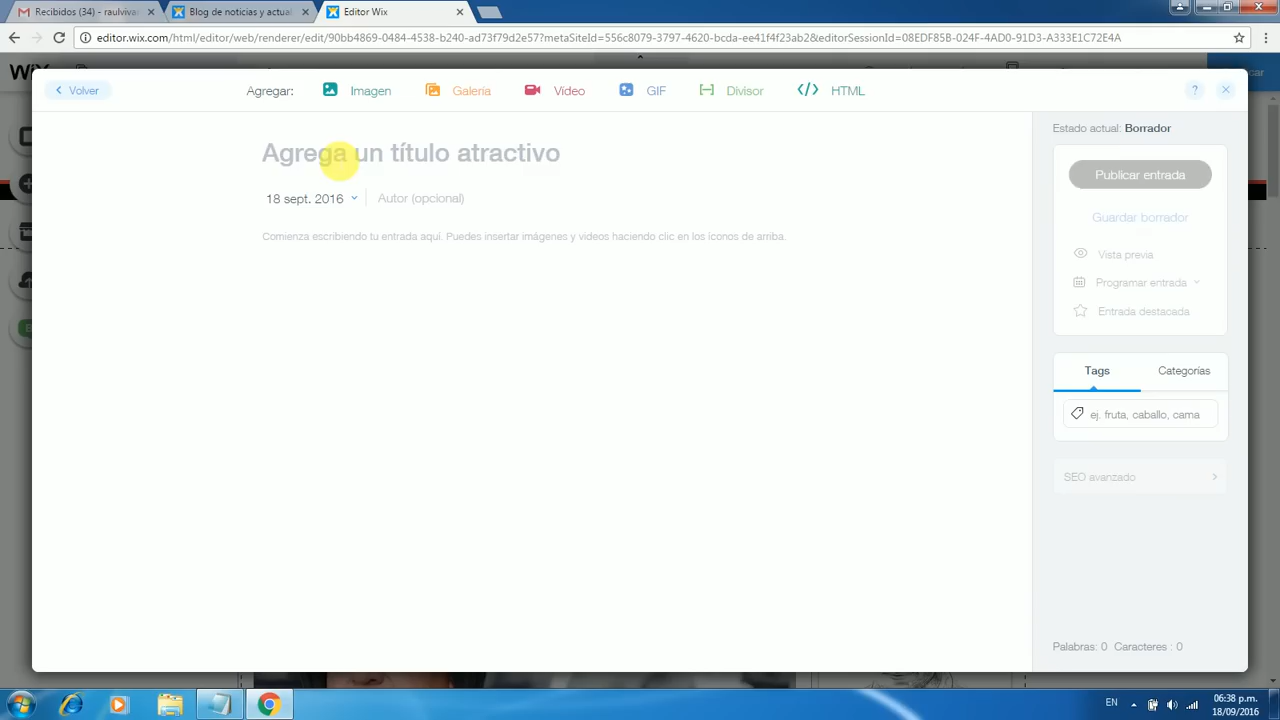 Recibidos (34) - raulivan
Blog de noticias y actual
Editor Wix
editor.wix.com/html/editor/web/renderer/edit/90bb4869-0484-4538-b240-ad73f79d2e57?metaSiteId=556c8079-3797-4620-bcda-ee41f4f23ab2&editorSessionId=08EDF85B-024F-4AD0-91D3-A333E1C72E4A
Volver
Agregar:
Imagen
Galería
Vídeo
GIF
Divisor
HTML
?
Agrega un título atractivo
18 sept. 2016
Autor (opcional)
Comienza escribiendo tu entrada aquí. Puedes insertar imágenes y videos haciendo clic en los íconos de arriba.
Estado actual: Borrador
Publicar entrada
Guardar borrador
Vista previa
Programar entrada
Entrada destacada
Tags
Categorías
ej. fruta, caballo, cama
SEO avanzado
Palabras: 0 Caracteres : 0
EN
06:38 p.m.
18/09/2016